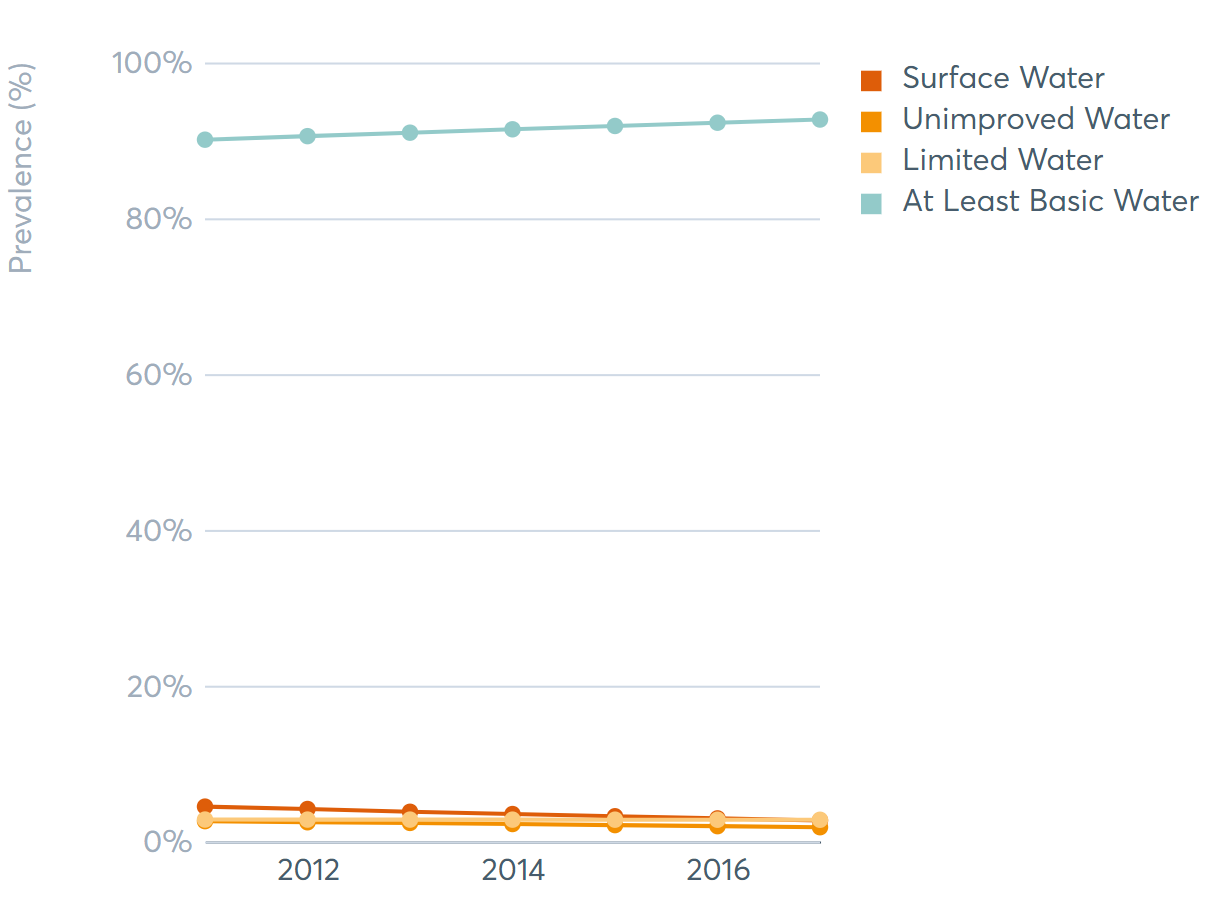 Prevalence (%)
100%
80%
60%
40%
20%
0%
2012
2014
2016
Surface Water
Unimproved Water
Limited Water
At Least Basic Water